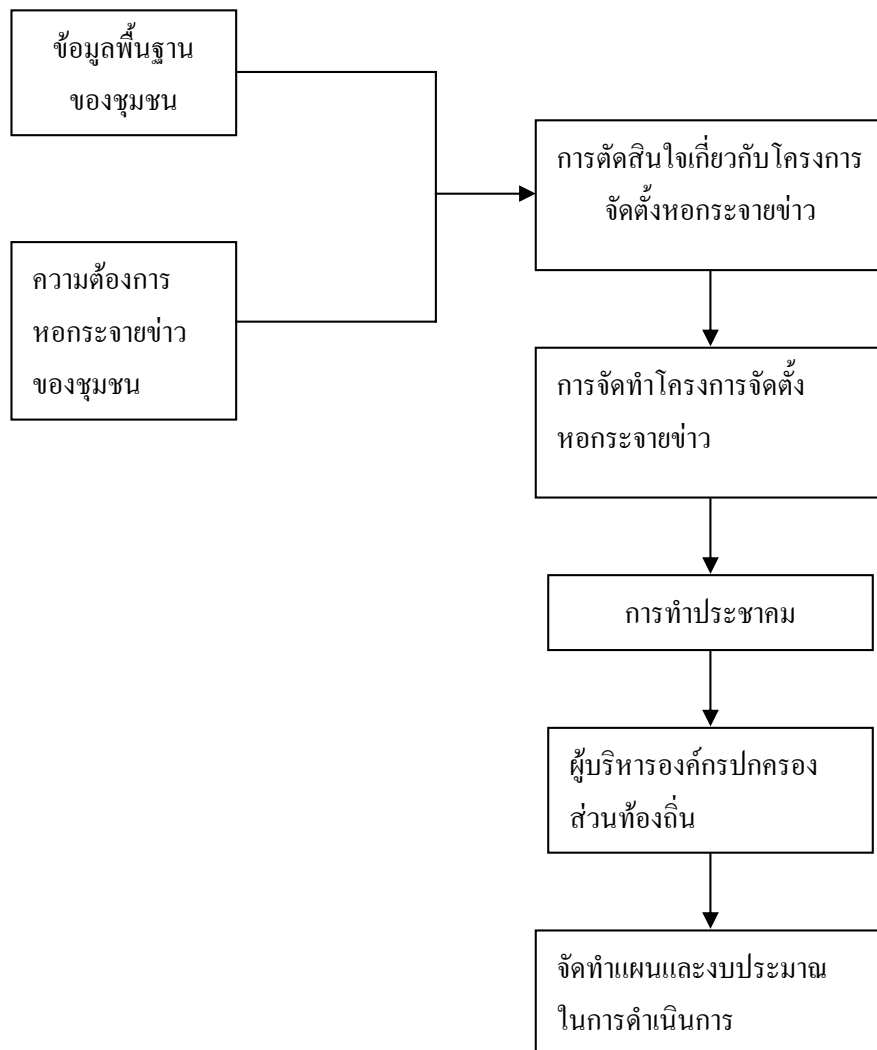 ข้อมูลพื้นฐาน
ของชุมชน
ความต้องการ
หอกระจายข่าว
ของชุมชน
การตัดสินใจเกี่ยวกับโครงการ
จัดตั้งหอกระจายข่าว
การจัดทำโครงการจัดตั้ง
หอกระจายข่าว
การทำประชาคม
ผู้บริหารองค์กรปกครอง
ส่วนท้องถิ่น
จัดทำแผนและงบประมาณ
ในการดำเนินการ